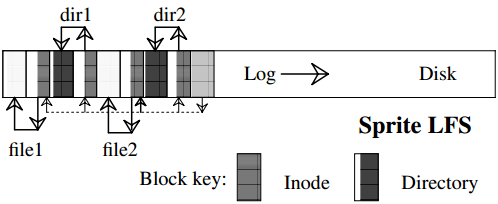 dir1 dir2
Log Disk
file1 file2
Sprite LFS
Block key: Inode Directory